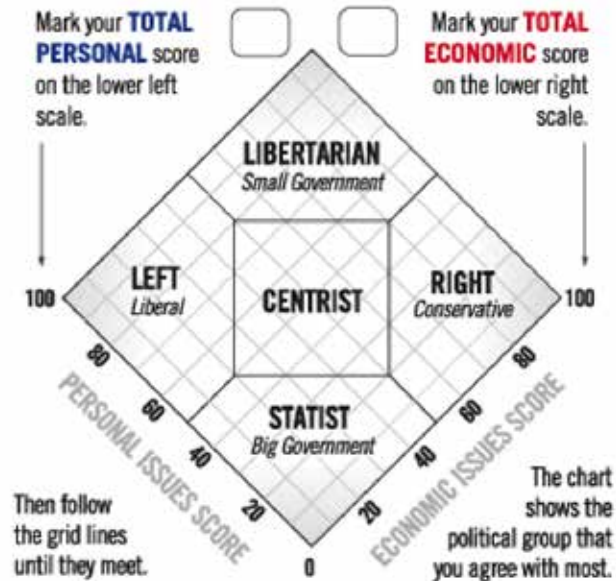 Mark your TOTAL
PERSONAL score
on the lower left
scale.
Mark your TOTAL
ECONOMIC score
on the lower right
scale.
LIBERTARIAN
Small Government
LEFT
Liberal
CENTRIST
RIGHT
Conservative
STATIST
Big Government
100
80
60
40
20
0
20
40
60
80
100
PERSONAL ISSUES SCORE
ECONOMIC ISSUES SCORE
Then follow
the grid lines
until they meet.
The chart
shows the
political group that
you agree with most.